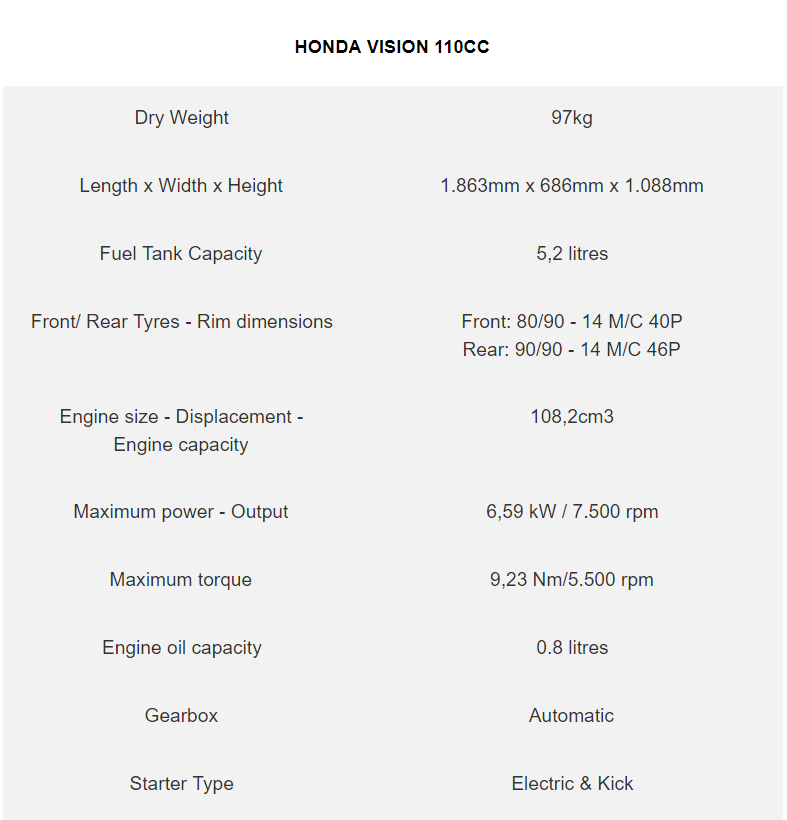 HONDA VISION 110CC
Dry Weight 97kg
Length x Width x Height 1.863mm x 686mm x 1.088mm
Fuel Tank Capacity 5,2 litres
Front/ Rear Tyres - Rim dimensions Front: 80/90 - 14 M/C 40P
Rear: 90/90 - 14 M/C 46P
Engine size - Displacement - 108,2cm3
Engine capacity
Maximum power - Output 6,59 kW / 7.500 rpm
Maximum torque 9,23 Nm/5.500 rpm
Engine oil capacity 0.8 litres
Gearbox Automatic
Starter Type Electric & Kick